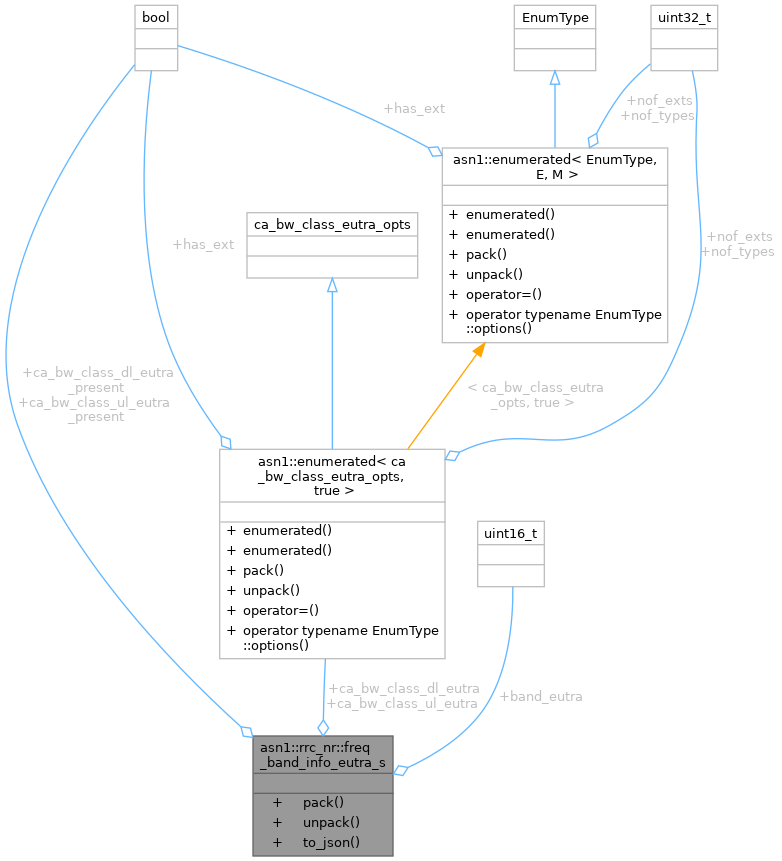 bool
EnumType
uint32_t
+has_ext
+nof_exts
+nof_types
asn1::enumerated< EnumType,
E, M >
+ enumerated()
+ enumerated()
+ pack()
+ unpack()
+ operator=()
+ operator typename EnumType
::options()
ca_bw_class_eutra_opts
+has_ext
+nof_exts
+nof_types
+ca_bw_class_dl_eutra
_present
+ca_bw_class_ul_eutra
_present
< ca_bw_class_eutra
_opts, true >
asn1::enumerated< ca
_bw_class_eutra_opts,
true >
+ enumerated()
+ enumerated()
+ pack()
+ unpack()
+ operator=()
+ operator typename EnumType
::options()
uint16_t
+ca_bw_class_dl_eutra
+ca_bw_class_ul_eutra
+band_eutra
asn1::rrc_nr::freq
_band_info_eutra_s
+ pack()
+ unpack()
+ to_json()